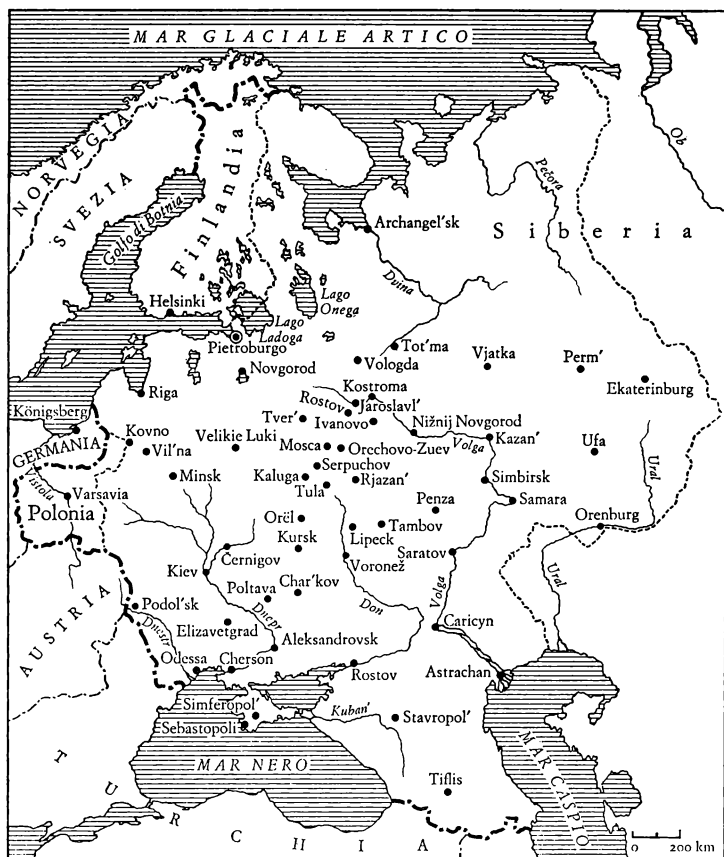 MAR GLACIALE ARTICO
NORVEGIA
SVEZIA
Golfo di Botnia
Finlandia
Ob
Pečora
Siberia
Archangel'sk
Dvina
Lago Onega
Lago Ladoga
Helsinki
Pietroburgo
Novgorod
Tot'ma
Vologda
Vjatka
Perm'
Ekaterinburg
Riga
Kostroma
Rostov
Jaroslavl'
Ivanovo
Tver'
Nižnij Novgorod
Volga
Kazan'
Ufa
Ural
Königsberg
GERMANIA
Kovno
Vil'na
Velikie Luki
Mosca
Orechovo-Zuev
Serpuchov
Minsk
Kaluga
Tula
Rjazan'
Simbirsk
Samara
Vistola
Varsavia
Polonia
Penza
Orenburg
Orël
Tambov
Lipeck
Kursk
Černigov
Saratov
Voronež
Kiev
Char'kov
Poltava
Ural
Volga
Don
AUSTRIA
Podol'sk
Dnestr
Dnepr
Elizavetgrad
Caricyn
Aleksandrovsk
Odessa
Cherson
Rostov
Astrachan
Simferopol'
Kuban'
Stavropol'
Sebastopoli
MAR NERO
MAR CASPIO
Tiflis
TURCHIA
0 200 km